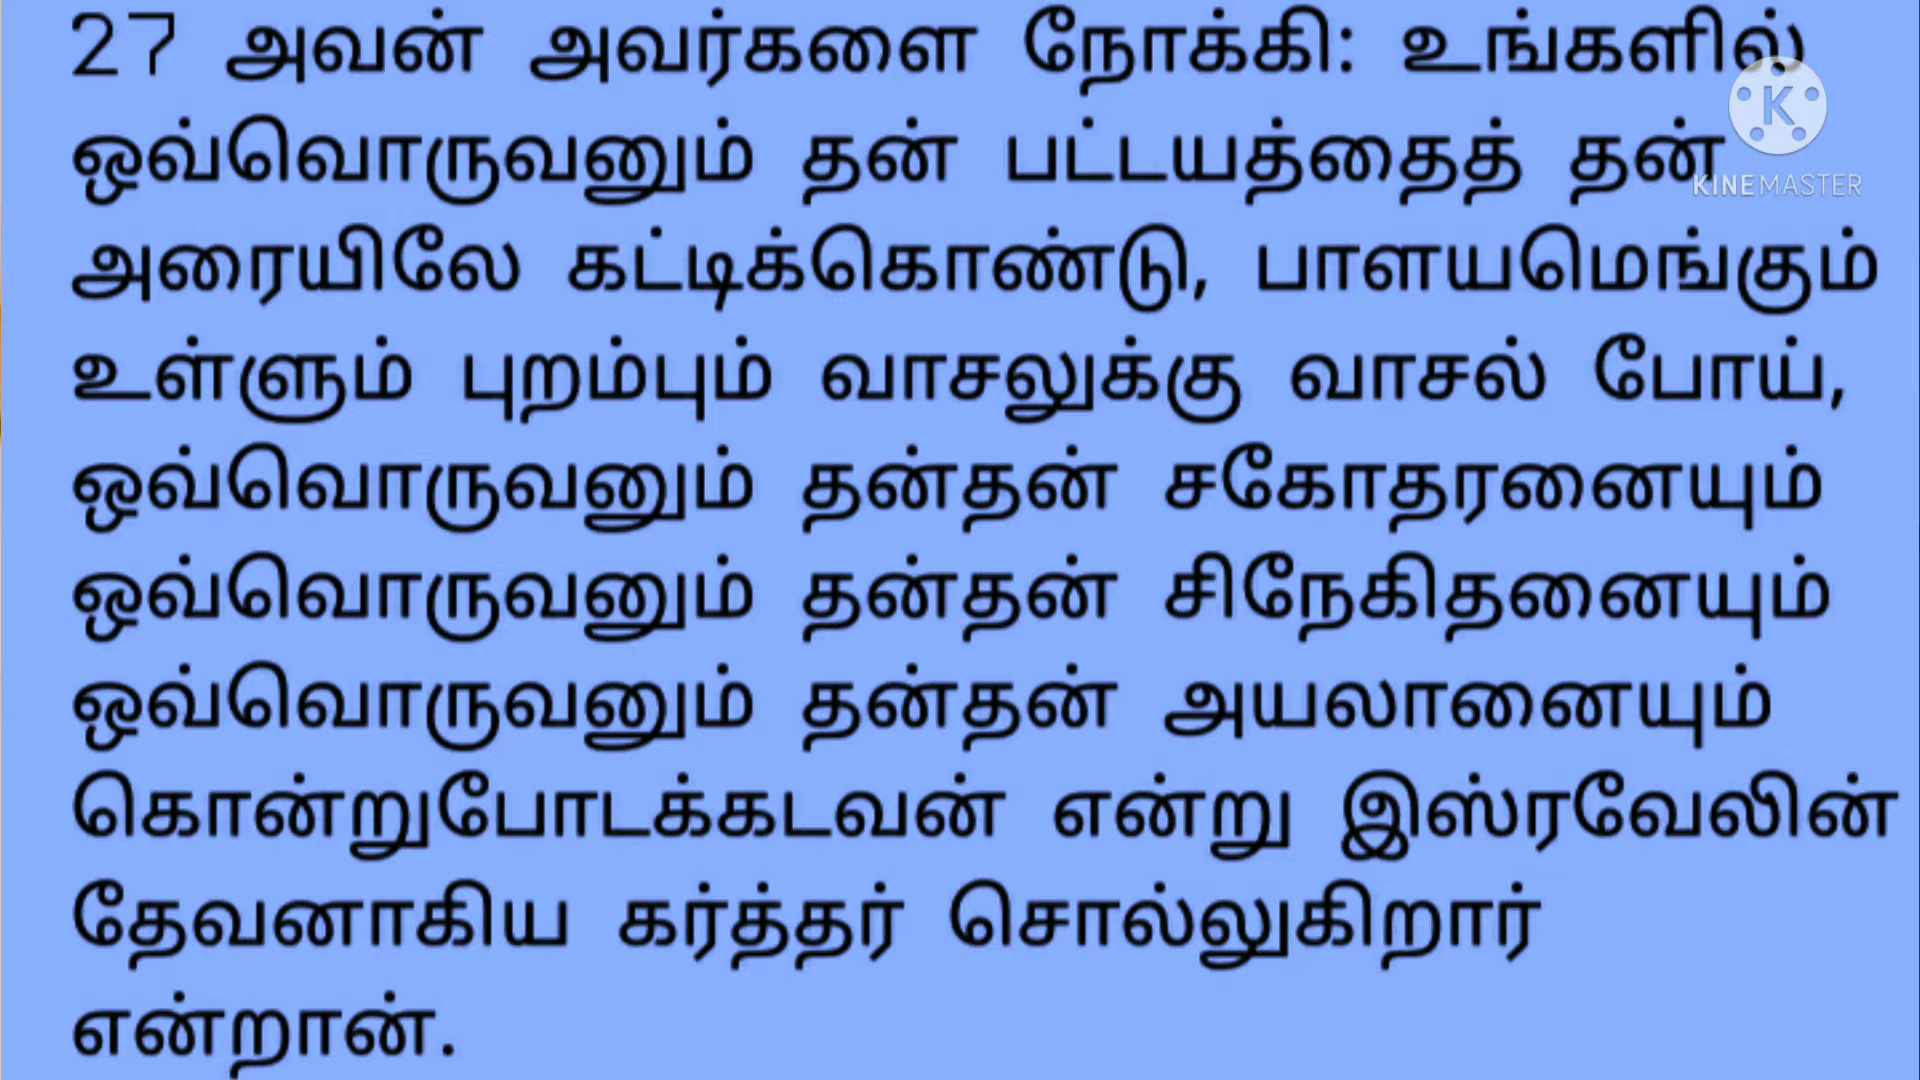 27 அவன் அவர்களை நோக்கி: உங்களில்
ஒவ்வொருவனும் தன் பட்டயத்தைத் தன்
அரையிலே கட்டிக்கொண்டு, பாளயமெங்கும்
உள்ளும் புறம்பும் வாசலுக்கு வாசல் போய்,
ஒவ்வொருவனும் தன்தன் சகோதரனையும்
ஒவ்வொருவனும் தன்தன் சிநேகிதனையும்
ஒவ்வொருவனும் தன்தன் அயலானையும்
கொன்றுபோடக்கடவன் என்று இஸ்ரவேலின்
தேவனாகிய கர்த்தர் சொல்லுகிறார்
என்றான்.
K
KINEMASTER